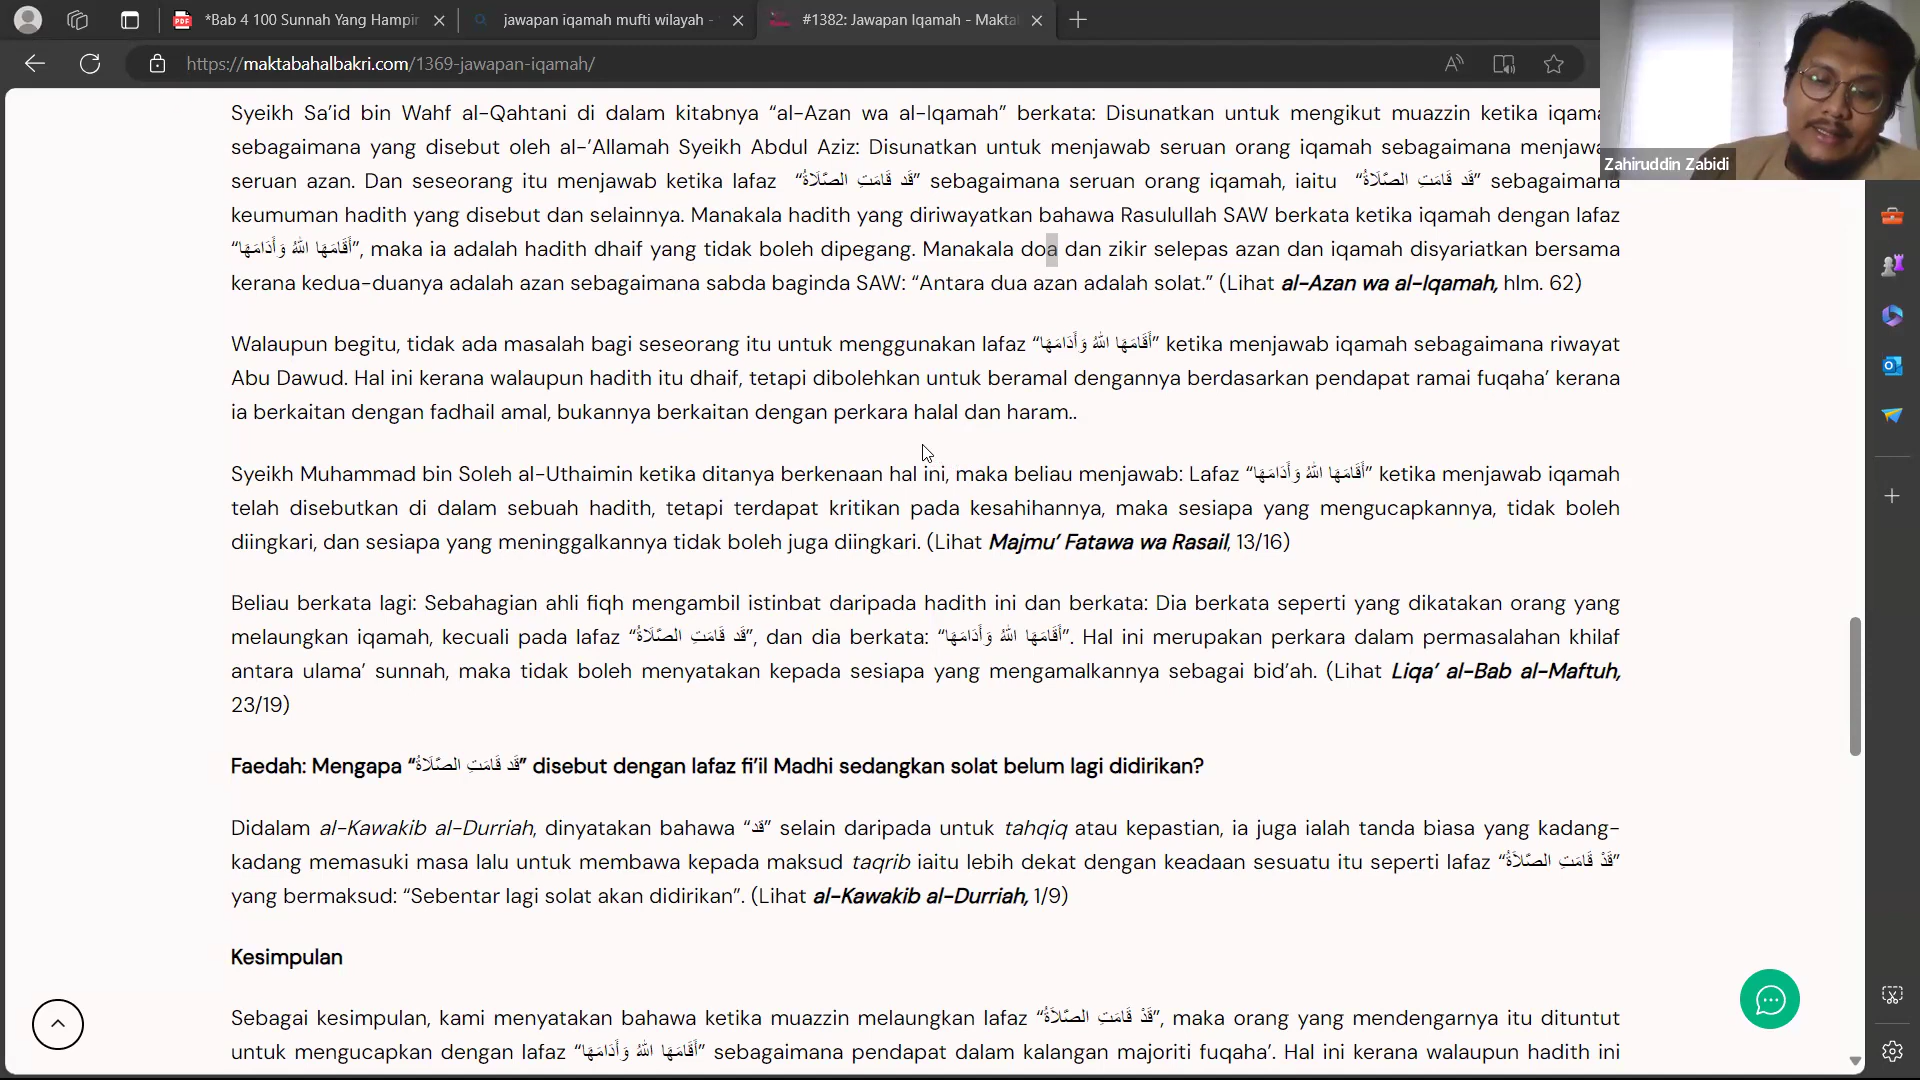 *Bab 4 100 Sunnah Yang Hampir
jawapan iqamah mufti wilayah -
#1382: Jawapan Iqamah - Makta
https://maktabahalbakri.com/1369-jawapan-iqamah/
Zahiruddin Zabidi
Syeikh Sa’id bin Wahf al-Qahtani di dalam kitabnya “al-Azan wa al-Iqamah” berkata: Disunatkan untuk mengikut muazzin ketika iqama
sebagaimana yang disebut oleh al-’Allamah Syeikh Abdul Aziz: Disunatkan untuk menjawab seruan orang iqamah sebagaimana menjawa
seruan azan. Dan seseorang itu menjawab ketika lafaz “قَد قَامَتِ الصَّلَاةُ” sebagaimana seruan orang iqamah, iaitu “قَد قَامَتِ الصَّلَاةُ” sebagaimana
keumuman hadith yang disebut dan selainnya. Manakala hadith yang diriwayatkan bahawa Rasulullah SAW berkata ketika iqamah dengan lafaz
“أَقَامَهَا اللهُ وَأَدَامَهَا”, maka ia adalah hadith dhaif yang tidak boleh dipegang. Manakala doa dan zikir selepas azan dan iqamah disyariatkan bersama
kerana kedua-duanya adalah azan sebagaimana sabda baginda SAW: “Antara dua azan adalah solat.” (Lihat al-Azan wa al-Iqamah, hlm. 62)
Walaupun begitu, tidak ada masalah bagi seseorang itu untuk menggunakan lafaz “أَقَامَهَا اللهُ وَأَدَامَهَا” ketika menjawab iqamah sebagaimana riwayat
Abu Dawud. Hal ini kerana walaupun hadith itu dhaif, tetapi dibolehkan untuk beramal dengannya berdasarkan pendapat ramai fuqaha’ kerana
ia berkaitan dengan fadhail amal, bukannya berkaitan dengan perkara halal dan haram..
Syeikh Muhammad bin Soleh al-Uthaimin ketika ditanya berkenaan hal ini, maka beliau menjawab: Lafaz “أَقَامَهَا اللهُ وَأَدَامَهَا” ketika menjawab iqamah
telah disebutkan di dalam sebuah hadith, tetapi terdapat kritikan pada kesahihannya, maka sesiapa yang mengucapkannya, tidak boleh
diingkari, dan sesiapa yang meninggalkannya tidak boleh juga diingkari. (Lihat Majmu’ Fatawa wa Rasail, 13/16)
Beliau berkata lagi: Sebahagian ahli fiqh mengambil istinbat daripada hadith ini dan berkata: Dia berkata seperti yang dikatakan orang yang
melaungkan iqamah, kecuali pada lafaz “قَد قَامَتِ الصَّلَاةُ”, dan dia berkata: “أَقَامَهَا اللهُ وَأَدَامَهَا”. Hal ini merupakan perkara dalam permasalahan khilaf
antara ulama’ sunnah, maka tidak boleh menyatakan kepada sesiapa yang mengamalkannya sebagai bid’ah. (Lihat Liqa’ al-Bab al-Maftuh,
23/19)
Faedah: Mengapa “قَد قَامَتِ الصَّلَاةُ” disebut dengan lafaz fi’il Madhi sedangkan solat belum lagi didirikan?
Didalam al-Kawakib al-Durriah, dinyatakan bahawa “قد” selain daripada untuk tahqiq atau kepastian, ia juga ialah tanda biasa yang kadang-
kadang memasuki masa lalu untuk membawa kepada maksud taqrib iaitu lebih dekat dengan keadaan sesuatu itu seperti lafaz “قَدْ قَامَتِ الصَّلاَةُ”
yang bermaksud: “Sebentar lagi solat akan didirikan”. (Lihat al-Kawakib al-Durriah, 1/9)
Kesimpulan
Sebagai kesimpulan, kami menyatakan bahawa ketika muazzin melaungkan lafaz “قَدْ قَامَتِ الصَّلَاةُ”, maka orang yang mendengarnya itu dituntut
untuk mengucapkan dengan lafaz “أَقَامَهَا اللهُ وَأَدَامَهَا” sebagaimana pendapat dalam kalangan majoriti fuqaha’. Hal ini kerana walaupun hadith ini